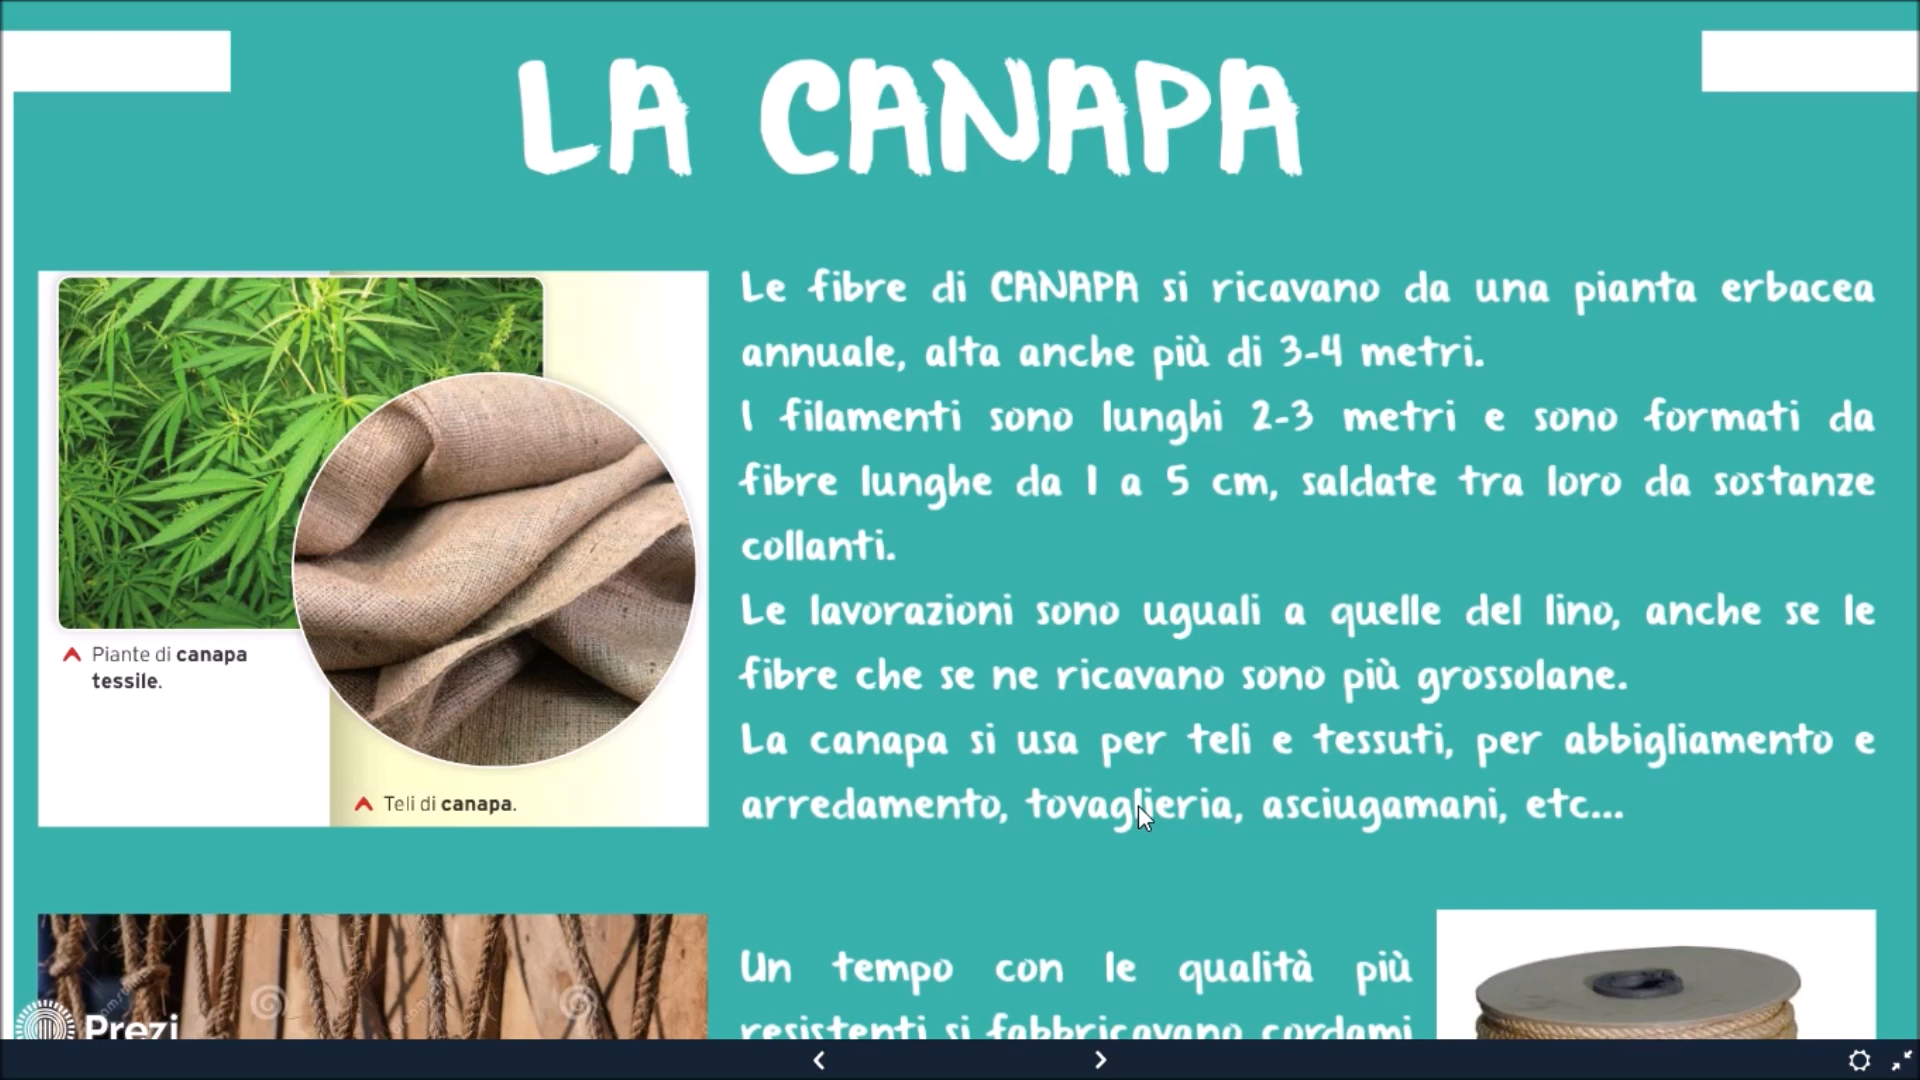 LA CANAPA
Le fibre di CANAPA si ricavano da una pianta erbacea
annuale, alta anche più di 3-4 metri.
I filamenti sono lunghi 2-3 metri e sono formati da
fibre lunghe da 1 a 5 cm, saldate tra loro da sostanze
collanti.
Le lavorazioni sono uguali a quelle del lino, anche se le
fibre che se ne ricavano sono più grossolane.
La canapa si usa per teli e tessuti, per abbigliamento e
arredamento, tovaglieria, asciugamani, etc...
Piante di canapa
tessile.
Teli di canapa.
Un tempo con le qualità più
resistenti si fabbricavano cordami
Prezi